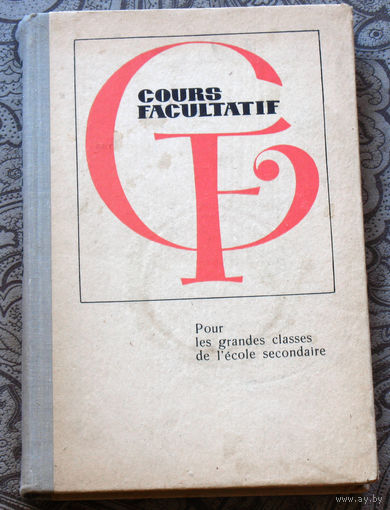 COURS
FACULTATIF
CF
Pour
les grandes classes
de l'école secondaire
www.ay.by